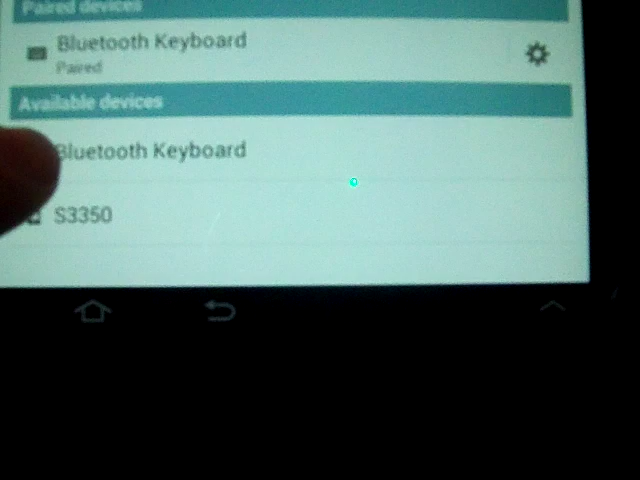 Paired devices
Bluetooth Keyboard
Paired
Available devices
Bluetooth Keyboard
S3350